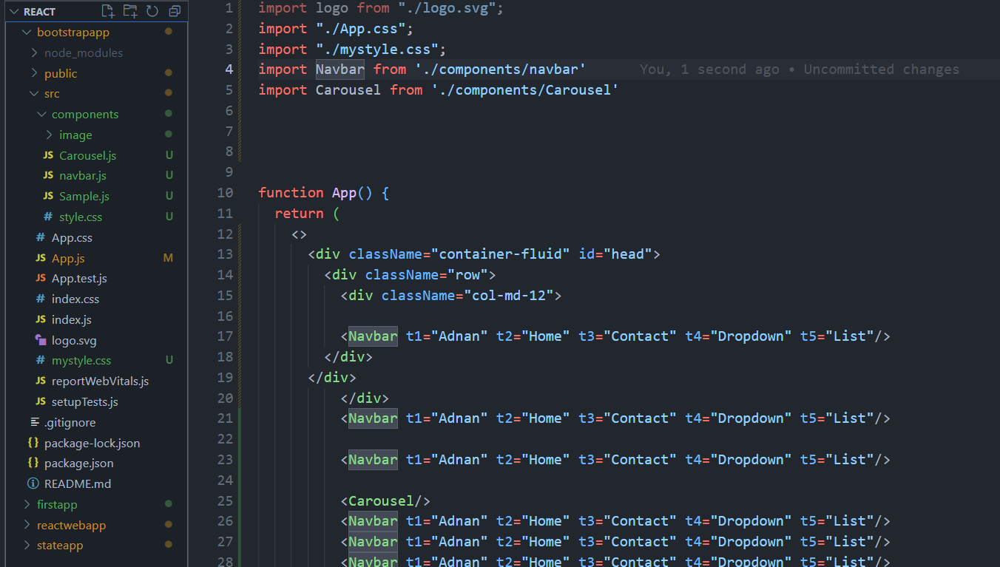 REACT
bootstrapapp
node_modules
public
src
components
image
JS Carousel.js U
JS navbar.js U
JS Sample.js U
# style.css U
# App.css
JS App.js M
JS App.test.js
# index.css
JS index.js
logo.svg
# mystyle.css U
JS reportWebVitals.js
JS setupTests.js
.gitignore
{} package-lock.json
{} package.json
README.md
firstapp
reactwebapp
stateapp
1 import logo from "./logo.svg";
2 import "./App.css";
3 import "./mystyle.css";
4 import Navbar from './components/navbar' You, 1 second ago • Uncommitted changes
5 import Carousel from './components/Carousel'
6
7
8
9
10 function App() {
11 return (
12 <>
13 <div className="container-fluid" id="head">
14 <div className="row">
15 <div className="col-md-12">
16
17 <Navbar t1="Adnan" t2="Home" t3="Contact" t4="Dropdown" t5="List"/>
18 </div>
19 </div>
20 </div>
21 <Navbar t1="Adnan" t2="Home" t3="Contact" t4="Dropdown" t5="List"/>
22
23 <Navbar t1="Adnan" t2="Home" t3="Contact" t4="Dropdown" t5="List"/>
24
25 <Carousel/>
26 <Navbar t1="Adnan" t2="Home" t3="Contact" t4="Dropdown" t5="List"/>
27 <Navbar t1="Adnan" t2="Home" t3="Contact" t4="Dropdown" t5="List"/>
28 <Navbar t1="Adnan" t2="Home" t3="Contact" t4="Dropdown" t5="List"/>